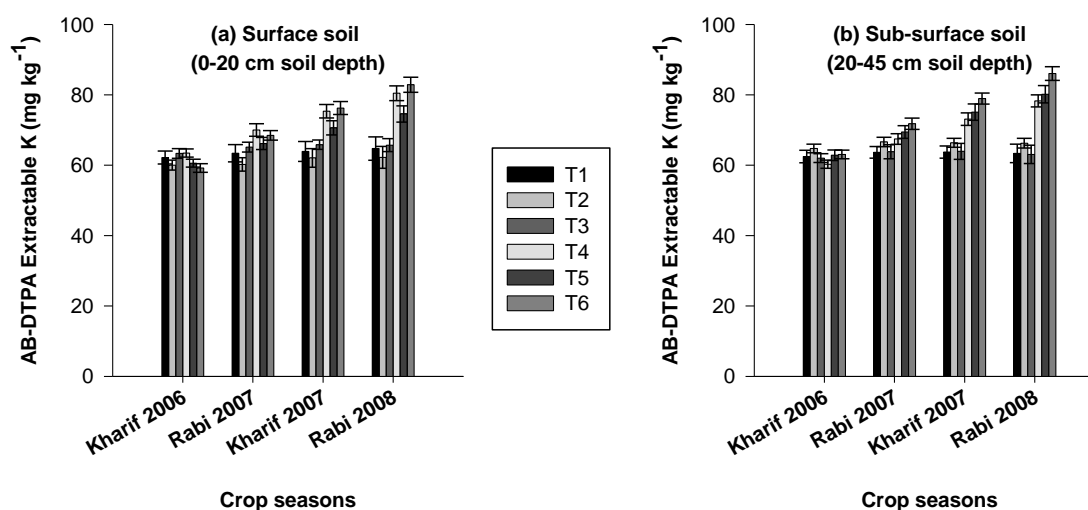 (a) Surface soil
(0-20 cm soil depth)
AB-DTPA Extractable K (mg kg⁻¹)
100
80
60
40
20
0
Kharif 2006
Rabi 2007
Kharif 2007
Rabi 2008
Crop seasons
T1
T2
T3
T4
T5
T6
(b) Sub-surface soil
(20-45 cm soil depth)
AB-DTPA Extractable K (mg kg⁻¹)
100
80
60
40
20
0
Kharif 2006
Rabi 2007
Kharif 2007
Rabi 2008
Crop seasons